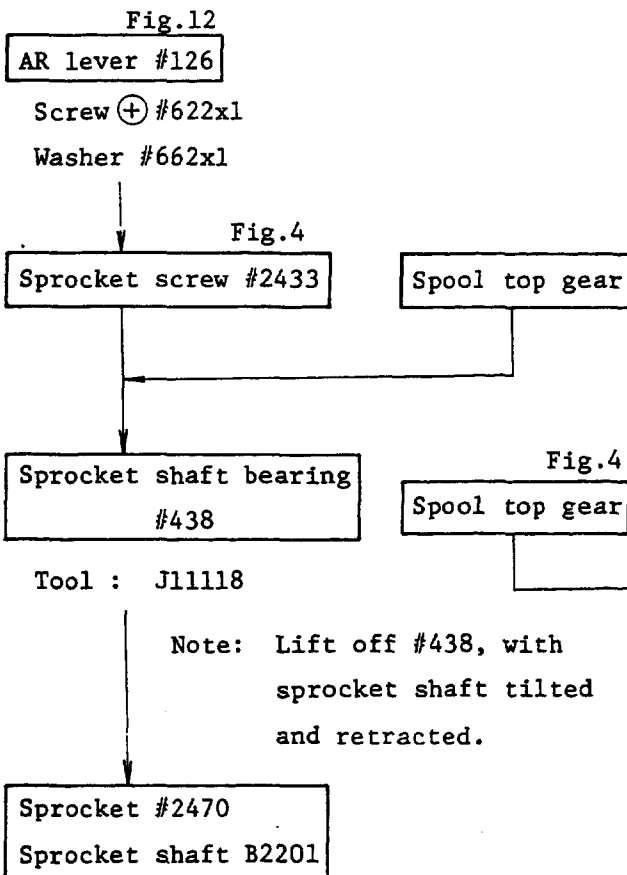 Fig.12
AR lever #126
Screw ⊕ #622x1
Washer #662x1
Fig.4
Sprocket screw #2433
Spool top gear
Sprocket shaft bearing
#438
Fig.4
Spool top gear
Tool : J11118
Note: Lift off #438, with
sprocket shaft tilted
and retracted.
Sprocket #2470
Sprocket shaft B2201